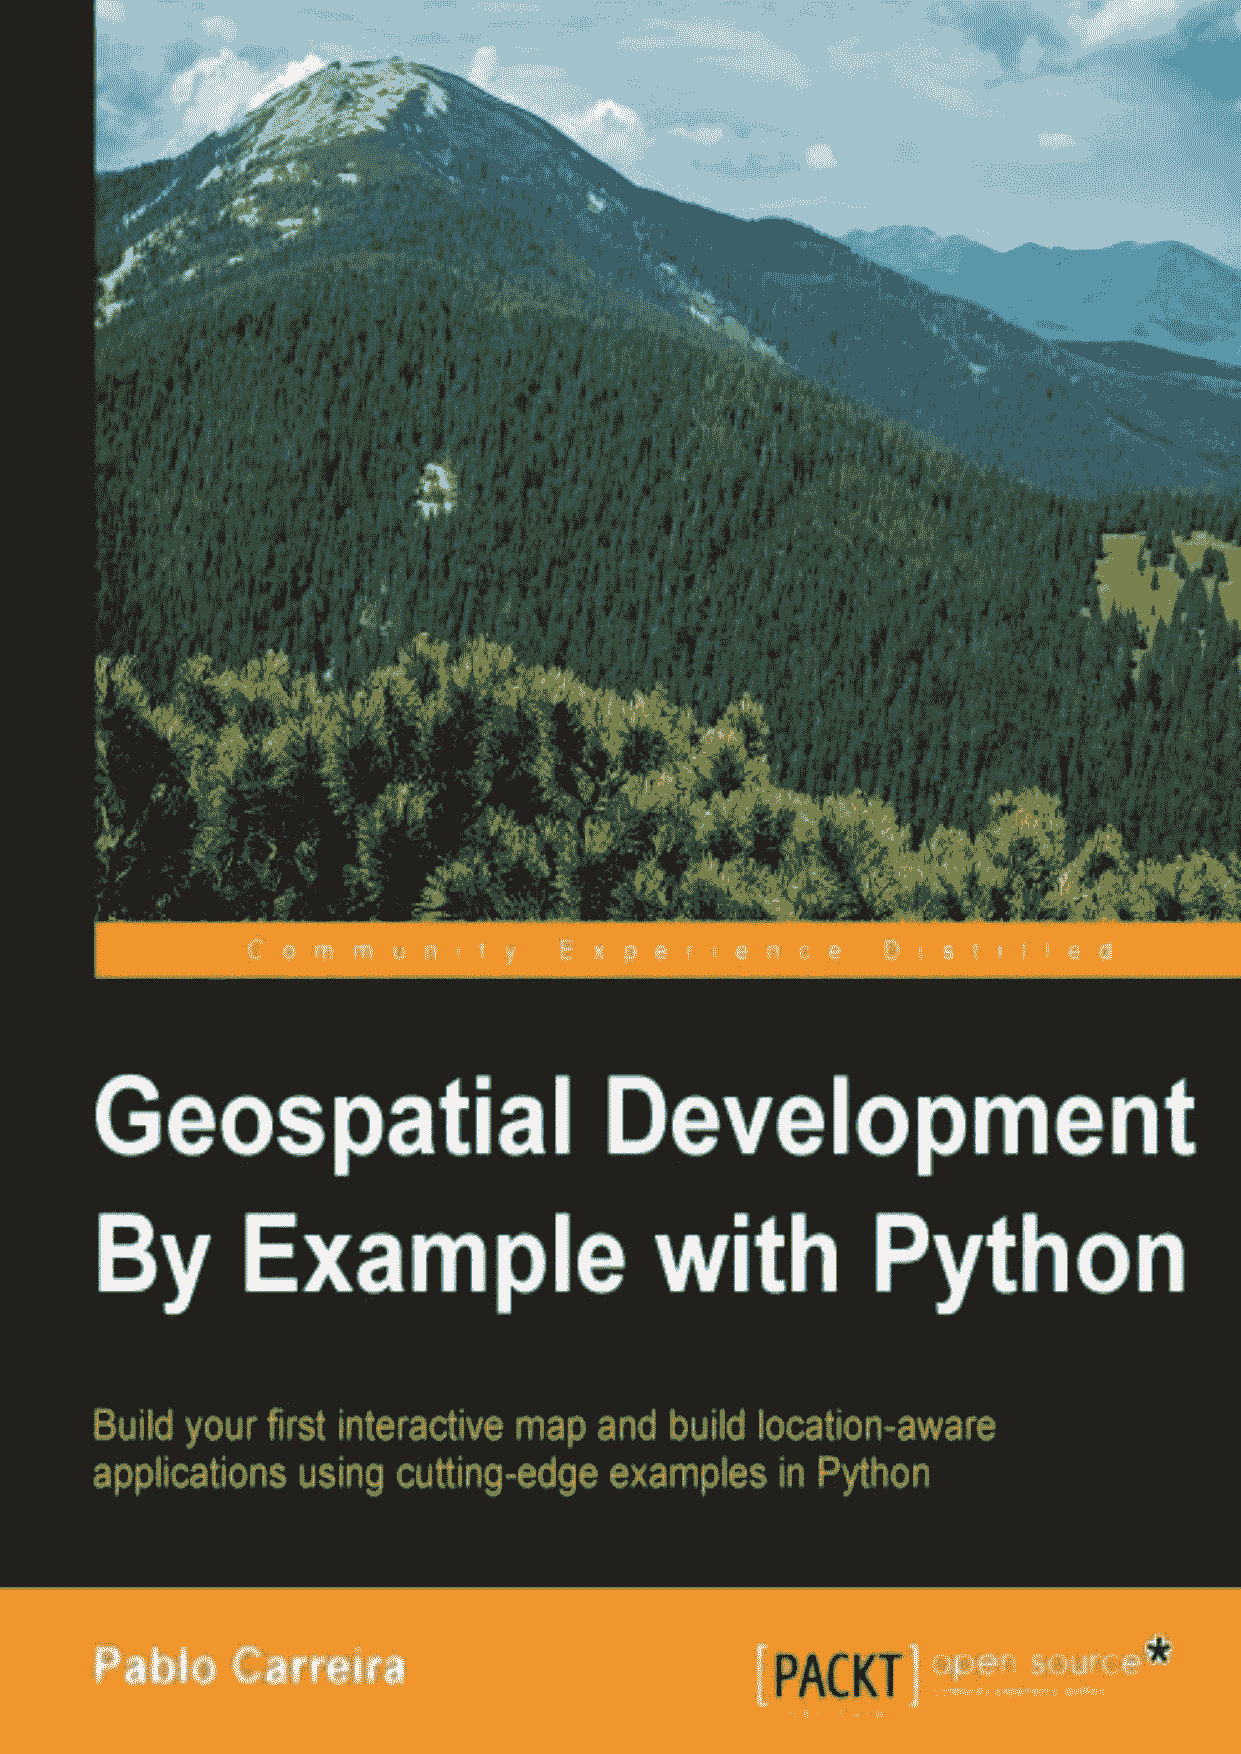 Community Experience Distilled
Geospatial Development
By Example with Python
Build your first interactive map and build location-aware
applications using cutting-edge examples in Python
Pablo Carreira
[PACKT] open source*